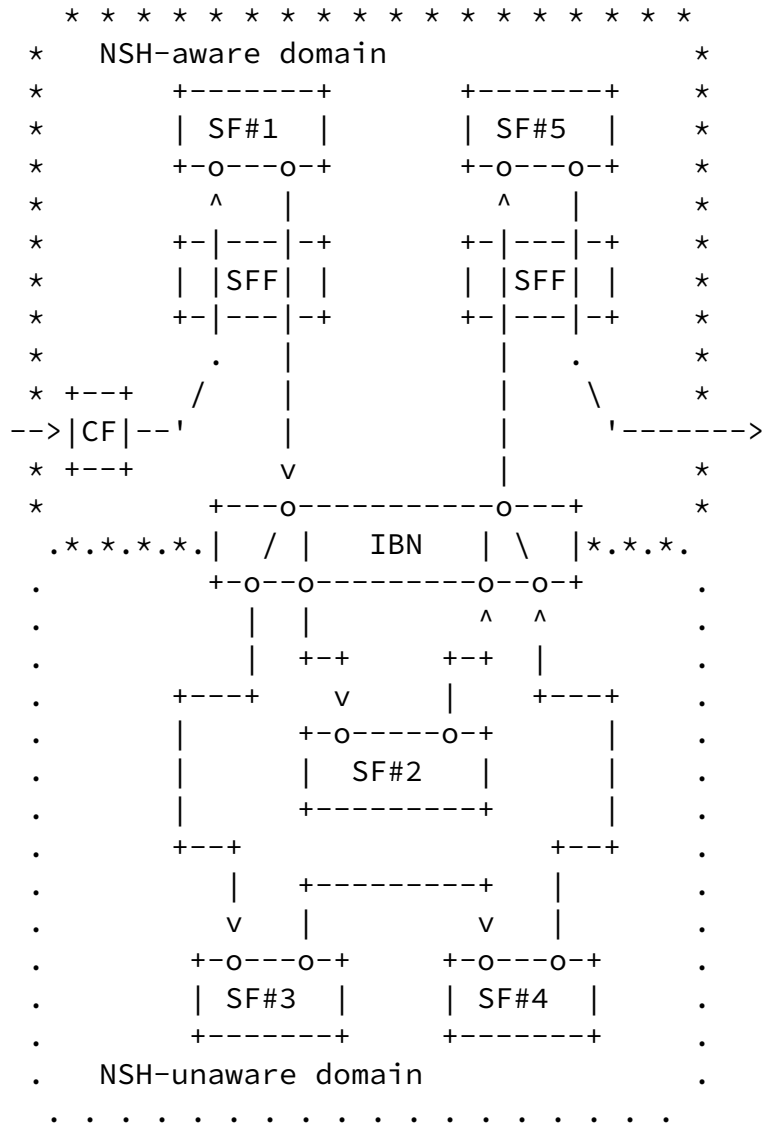 NSH-aware domain
SF#1 SF#5
SFF SFF
CF
IBN
SF#2
SF#3 SF#4
NSH-unaware domain